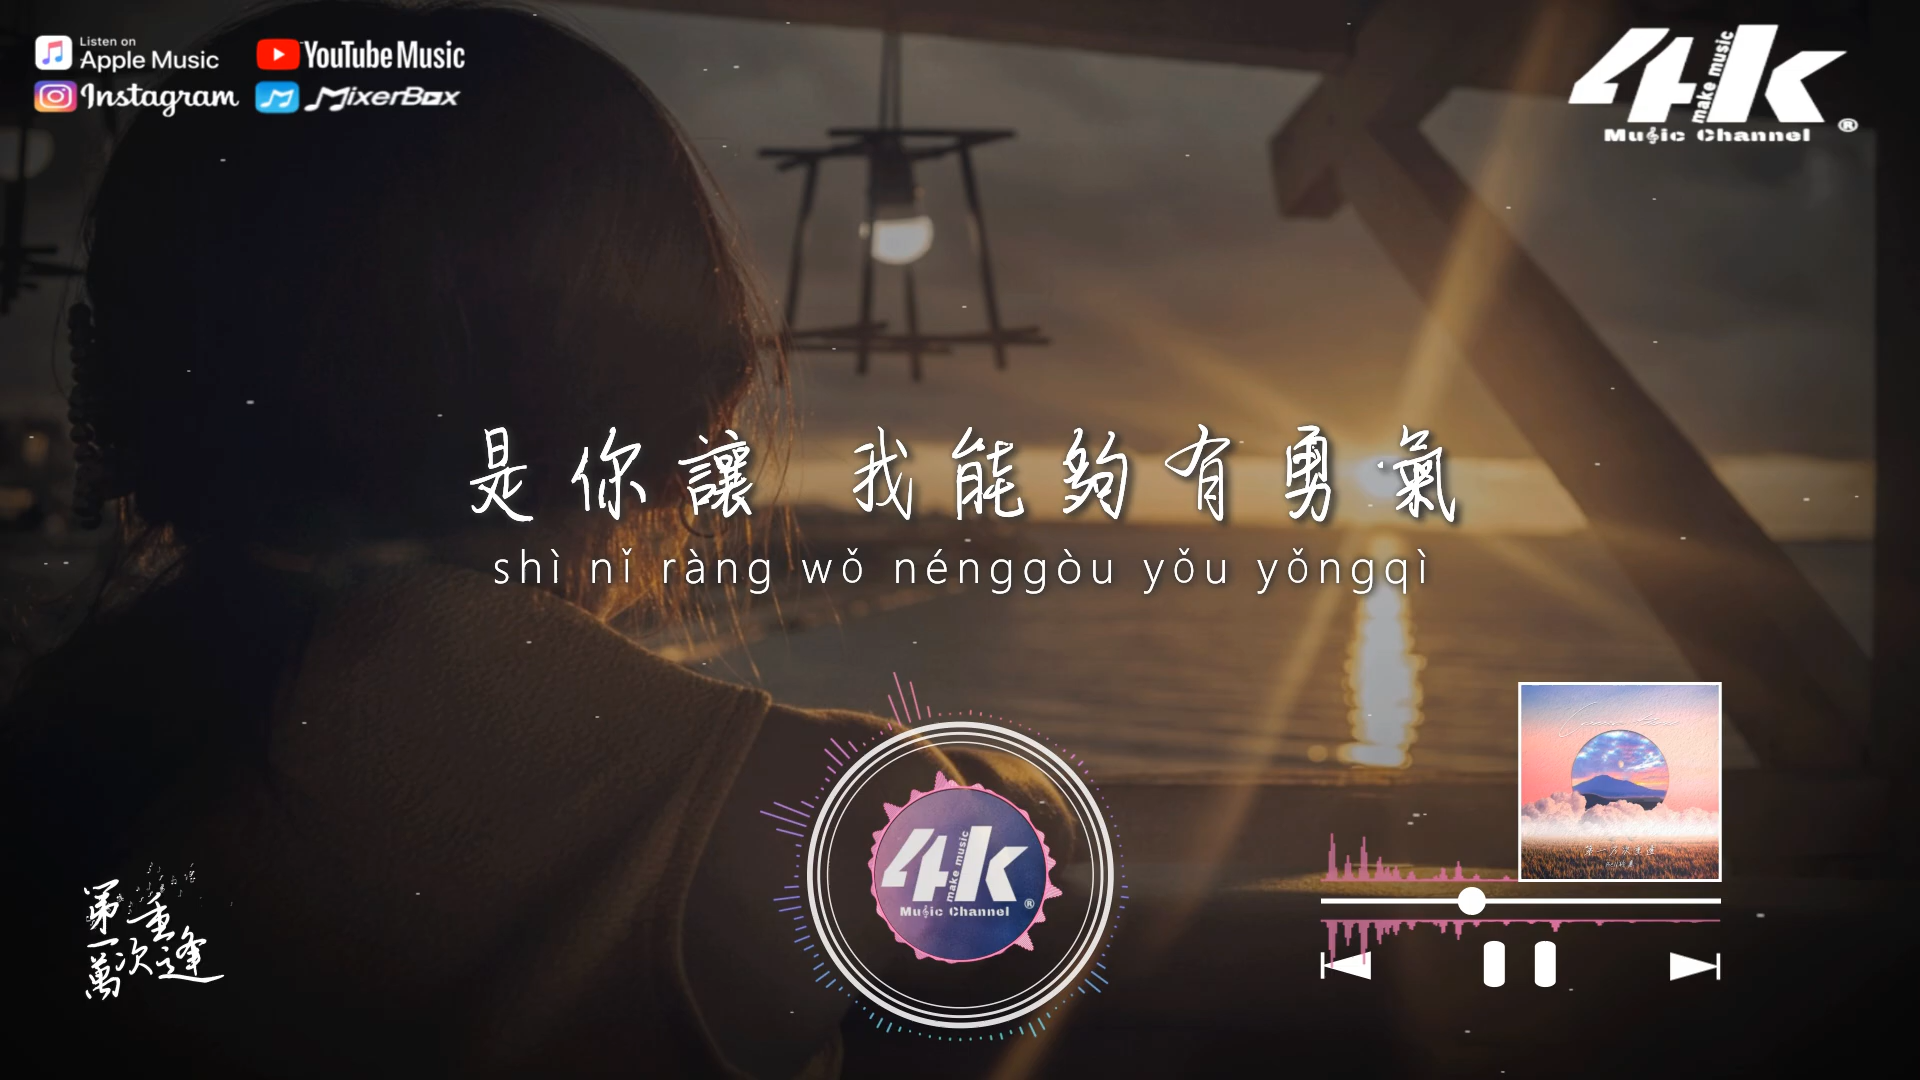 Listen on
Apple Music
YouTube Music
Instagram
MixerBox
4k
make music
Music Channel ®
是你讓 我能夠有勇氣
shì nǐ ràng wǒ nénggòu yǒu yǒngqì
4k
make music
Music Channel ®
第一萬次重逢